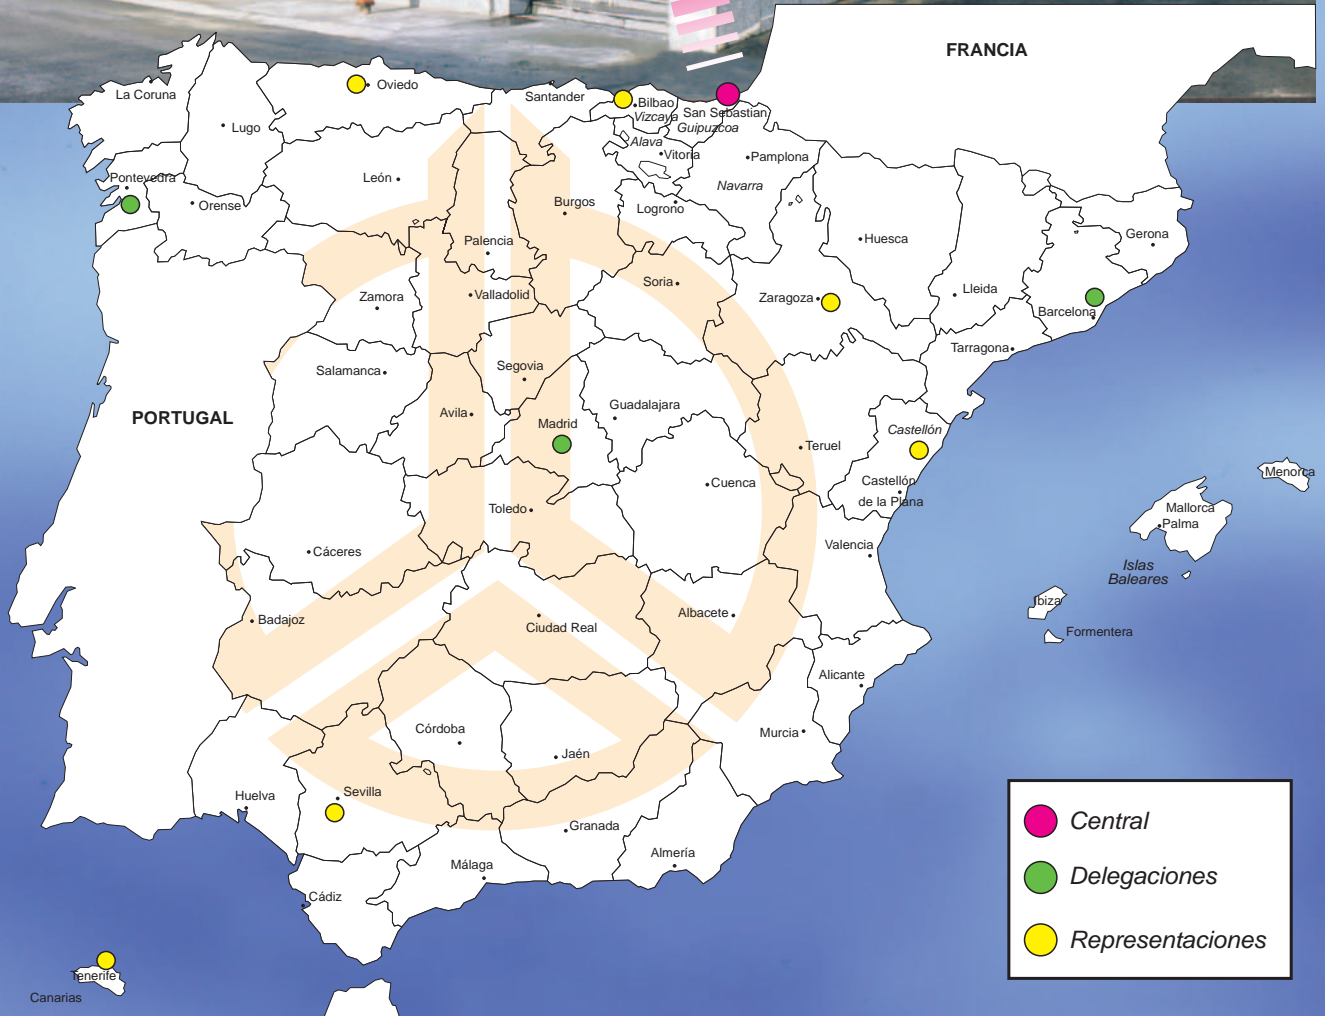 FRANCIA
La Coruna
Oviedo
Santander
Bilbao
Vizcaya
San Sebastian
Guipuzcoa
Lugo
Alava
Vitoria
Pamplona
Pontevedra
León
Navarra
Orense
Burgos
Logrono
Palencia
Huesca
Gerona
Zamora
Valladolid
Soria
Zaragoza
Lleida
Barcelona
Salamanca
Segovia
Tarragona
PORTUGAL
Avila
Madrid
Guadalajara
Castellón
Teruel
Cuenca
Castellón
de la Plana
Menorca
Toledo
Mallorca
Palma
Cáceres
Valencia
Islas
Baleares
Badajoz
Ciudad Real
Albacete
Ibiza
Formentera
Alicante
Córdoba
Jaén
Murcia
Huelva
Sevilla
Granada
Almería
Málaga
Cádiz
Tenerife
Canarias
Central
Delegaciones
Representaciones